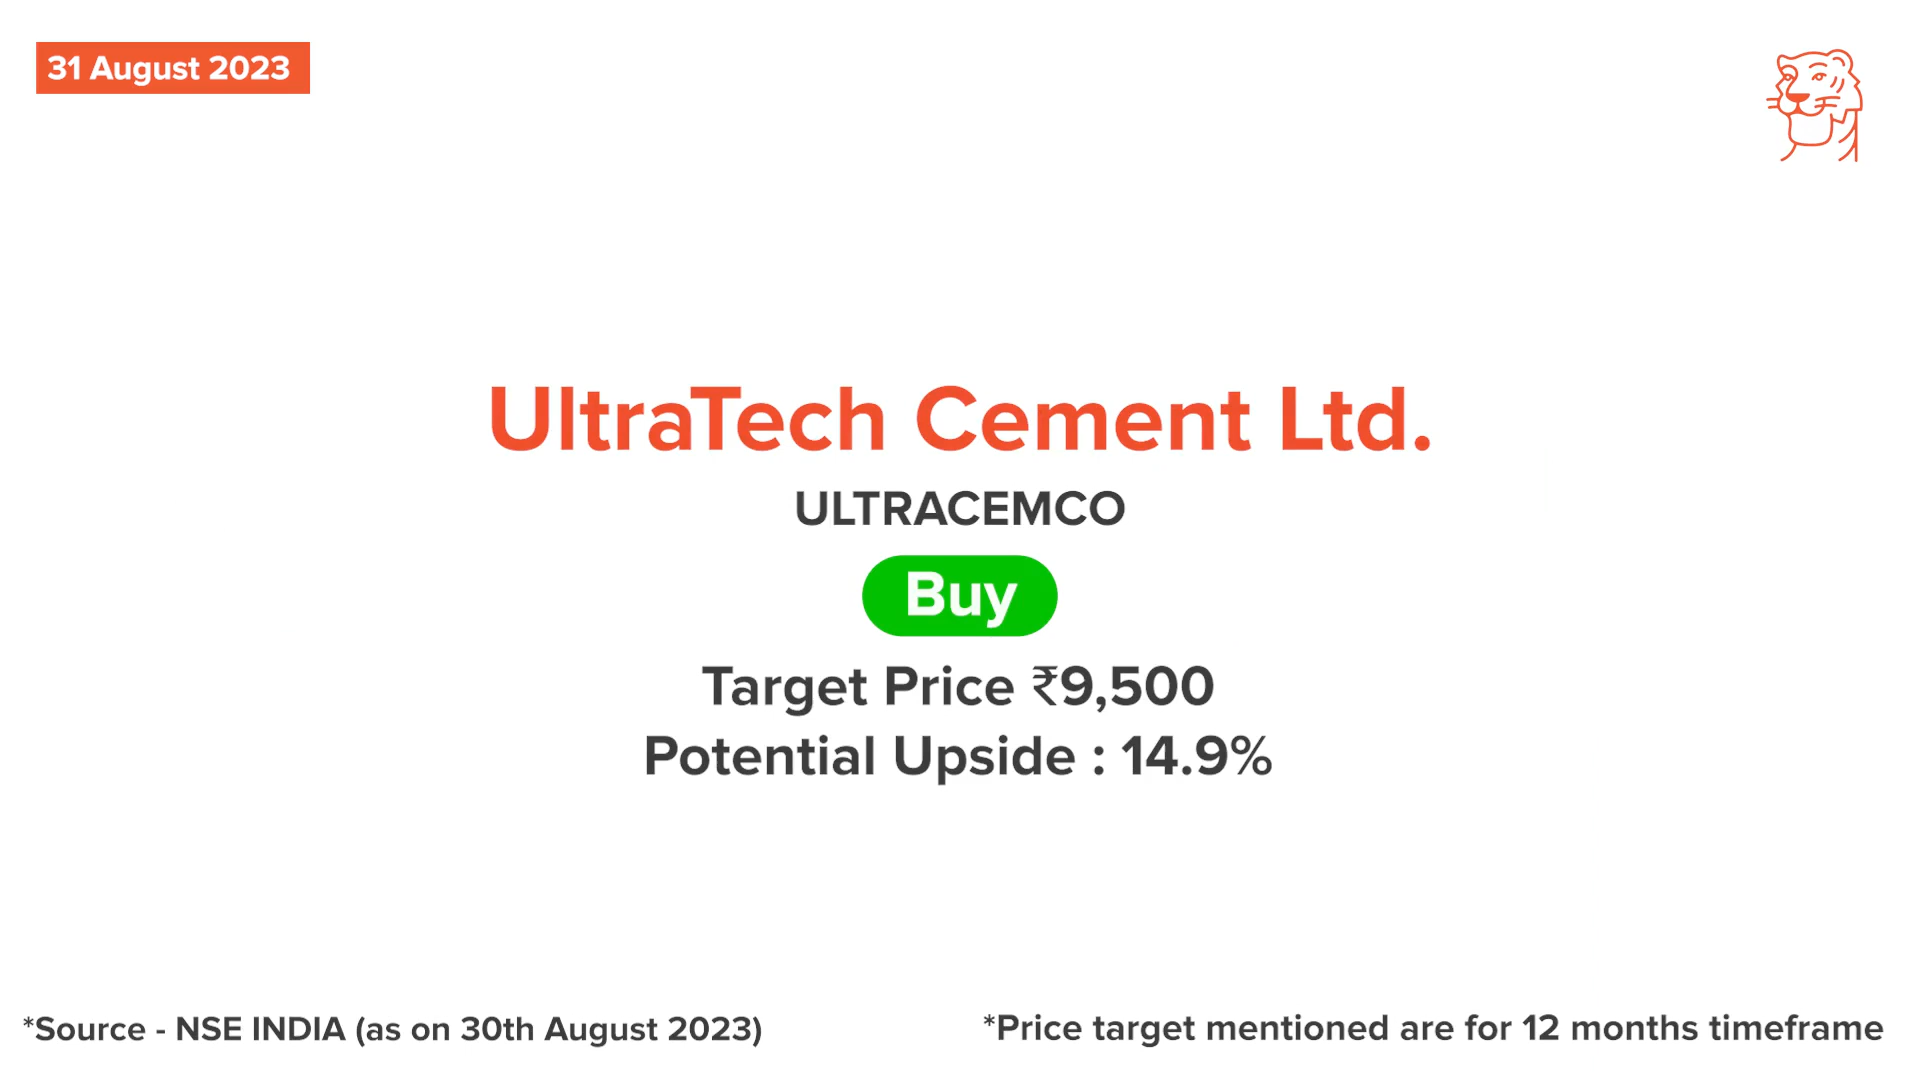 31 August 2023
UltraTech Cement Ltd.
ULTRACEMCO
Buy
Target Price ₹9,500
Potential Upside : 14.9%
*Source - NSE INDIA (as on 30th August 2023)
*Price target mentioned are for 12 months timeframe